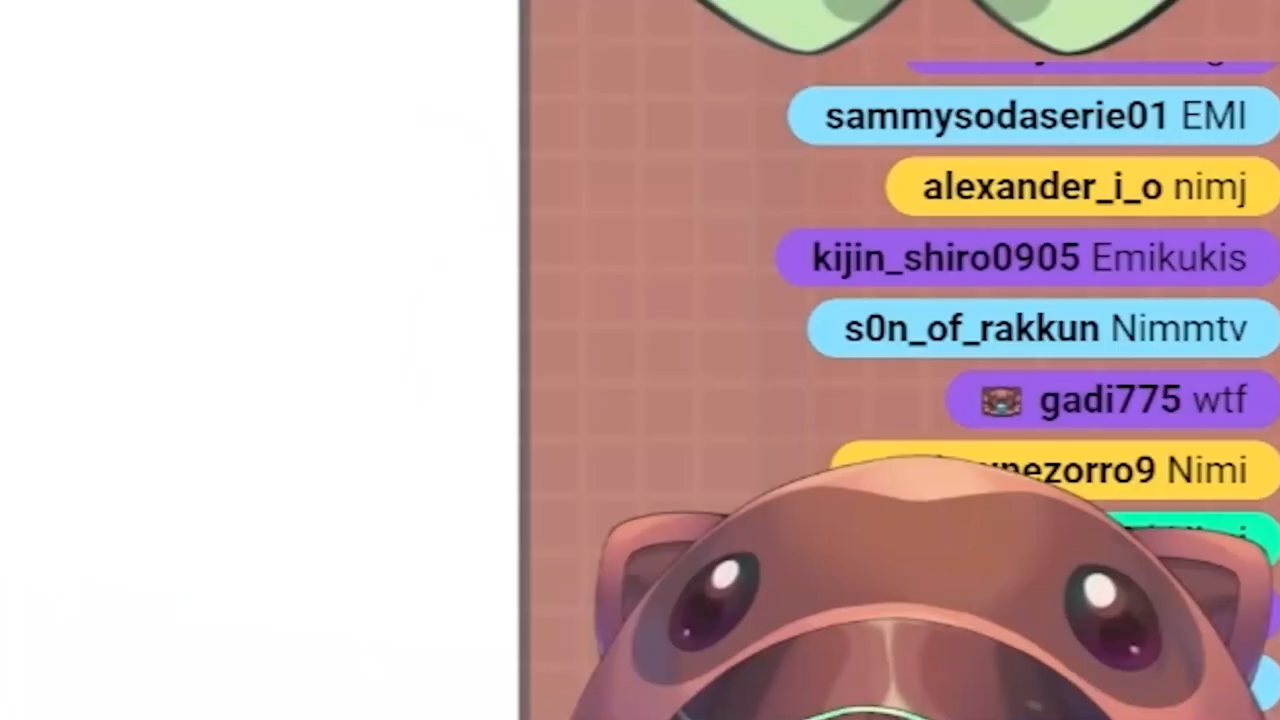 sammysodaserie01 EMI
alexander_i_o nimj
kijin_shiro0905 Emikukis
s0n_of_rakkun Nimmtv
gadi775 wtf
Nimi